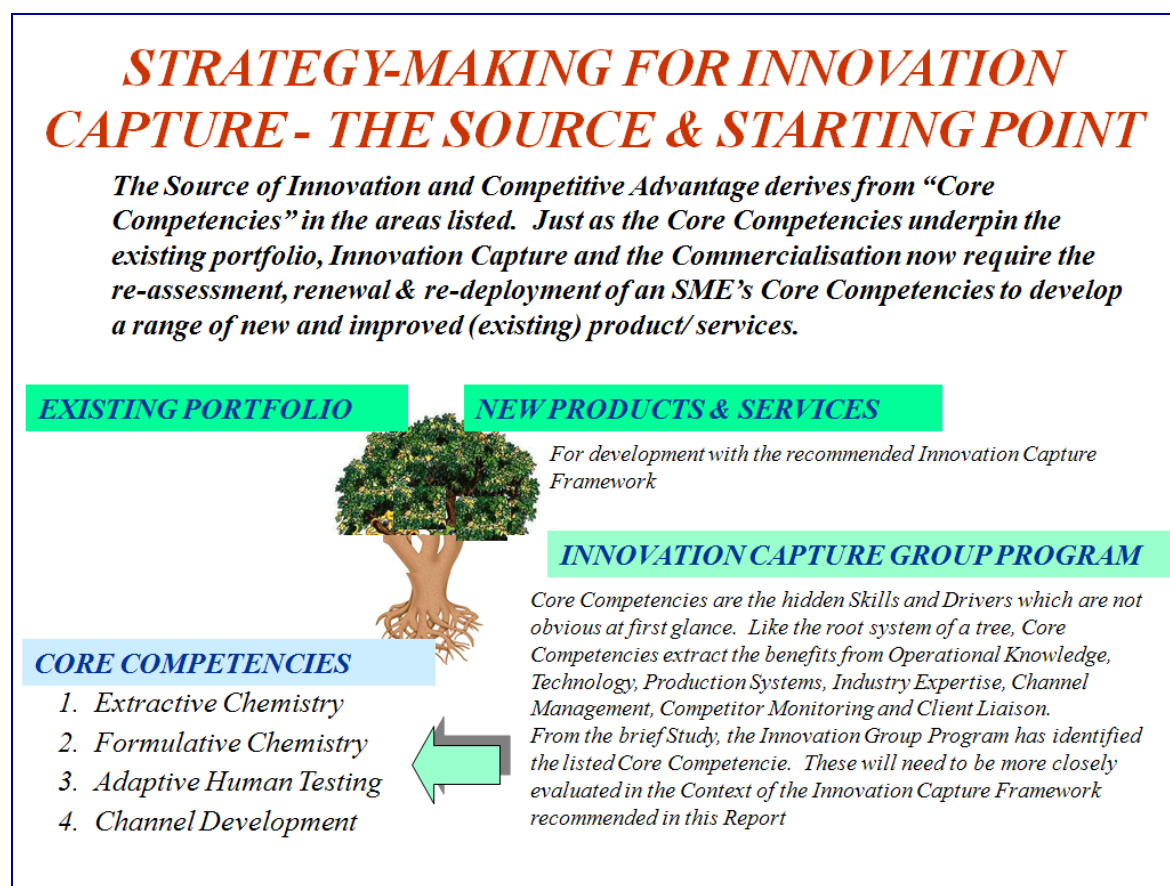 STRATEGY-MAKING FOR INNOVATION
CAPTURE - THE SOURCE & STARTING POINT
The Source of Innovation and Competitive Advantage derives from “Core
Competencies” in the areas listed.  Just as the Core Competencies underpin the
existing portfolio, Innovation Capture and the Commercialisation now require the
re-assessment, renewal & re-deployment of an SME’s Core Competencies to develop
a range of new and improved (existing) product/ services.
EXISTING PORTFOLIO
NEW PRODUCTS & SERVICES
For development with the recommended Innovation Capture
Framework
INNOVATION CAPTURE GROUP PROGRAM
Core Competencies are the hidden Skills and Drivers which are not
obvious at first glance.  Like the root system of a tree, Core
Competencies extract the benefits from Operational Knowledge,
Technology, Production Systems, Industry Expertise, Channel
Management, Competitor Monitoring and Client Liaison.
From the brief Study, the Innovation Group Program has identified
the listed Core Competencie.  These will need to be more closely
evaluated in the Context of the Innovation Capture Framework
recommended in this Report
CORE COMPETENCIES
1. Extractive Chemistry
2. Formulative Chemistry
3. Adaptive Human Testing
4. Channel Development